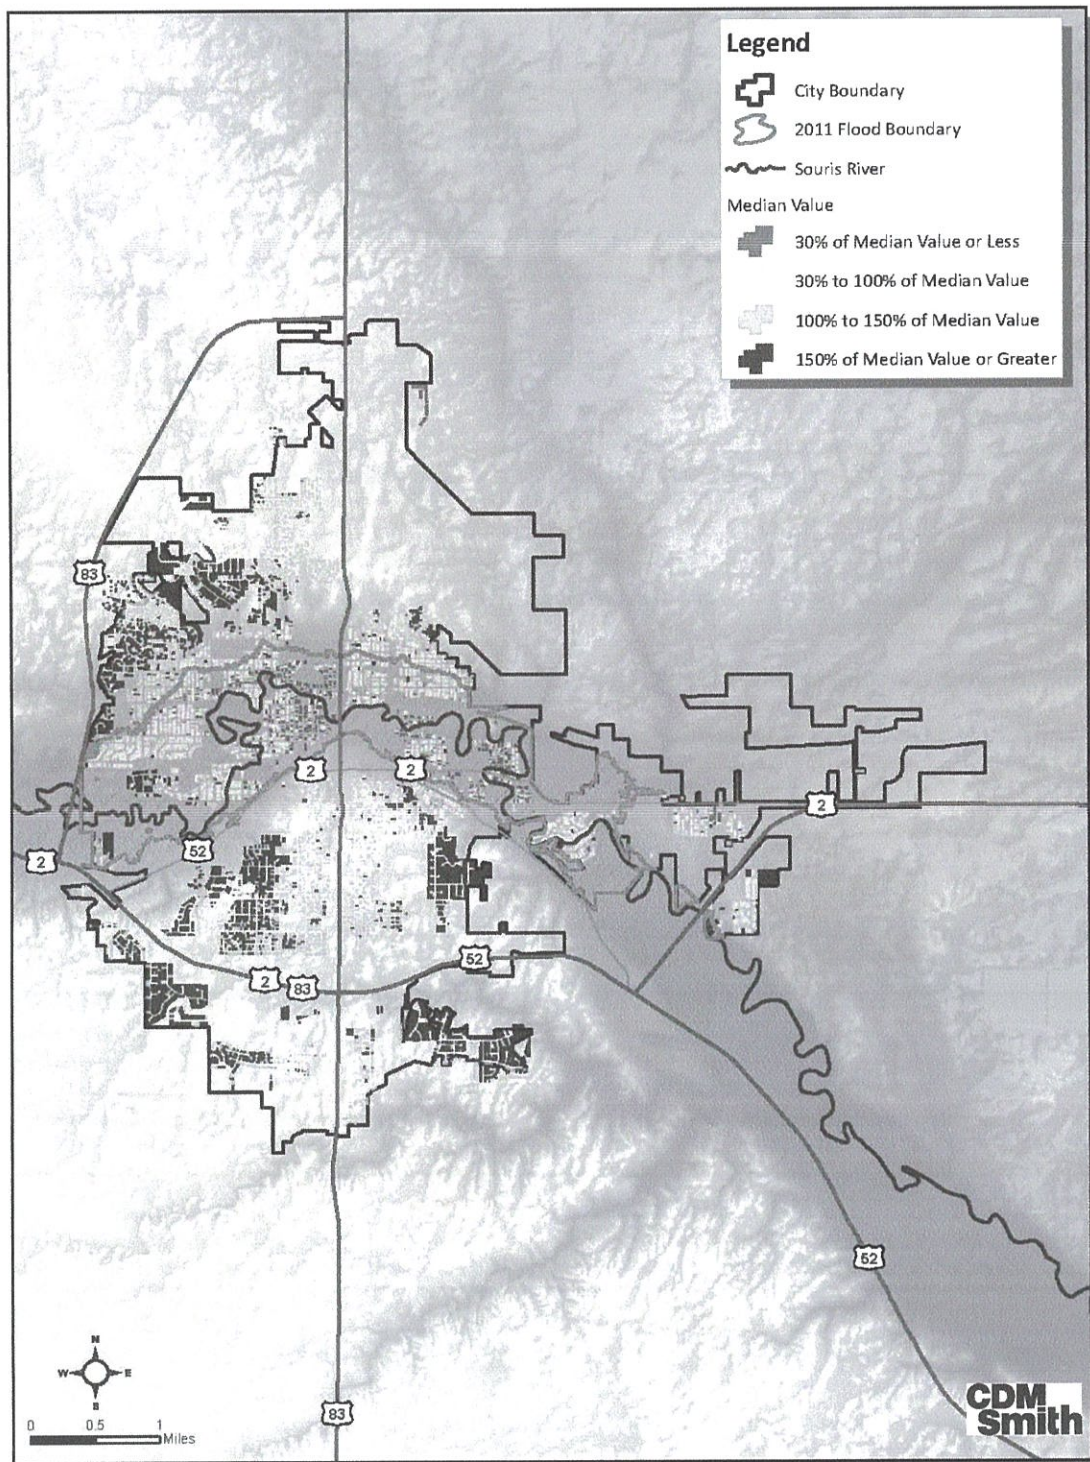 Legend
City Boundary
2011 Flood Boundary
Souris River
Median Value
30% of Median Value or Less
30% to 100% of Median Value
100% to 150% of Median Value
150% of Median Value or Greater
83
2
2
2
52
2
52
2
83
52
N
W E
S
83
0 0.5 1
Miles
CDM
Smith